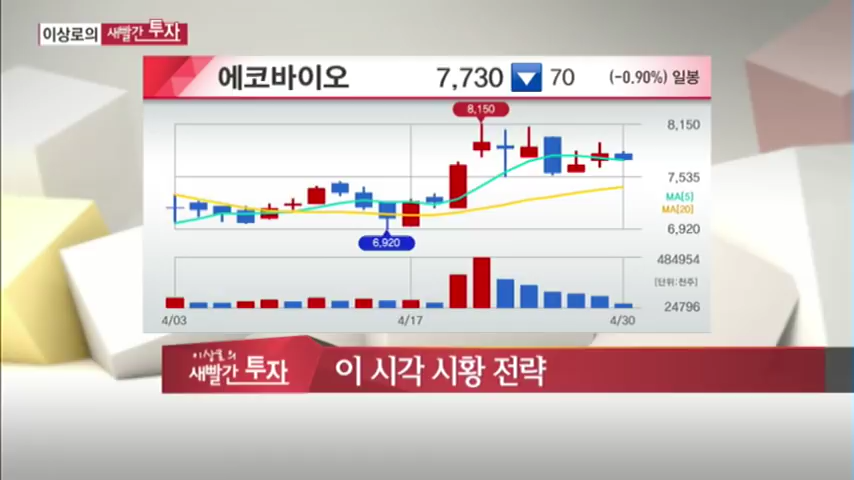 이상로의 새빨간 투자
에코바이오 7,730 ▼ 70 (-0.90%) 일봉
8,150
8,150
7,535
MA[5]
MA[20]
6,920
6,920
484954
[단위:천주]
24796
4/03 4/17 4/30
이상로의
새빨간 투자
이 시각 시황 전략